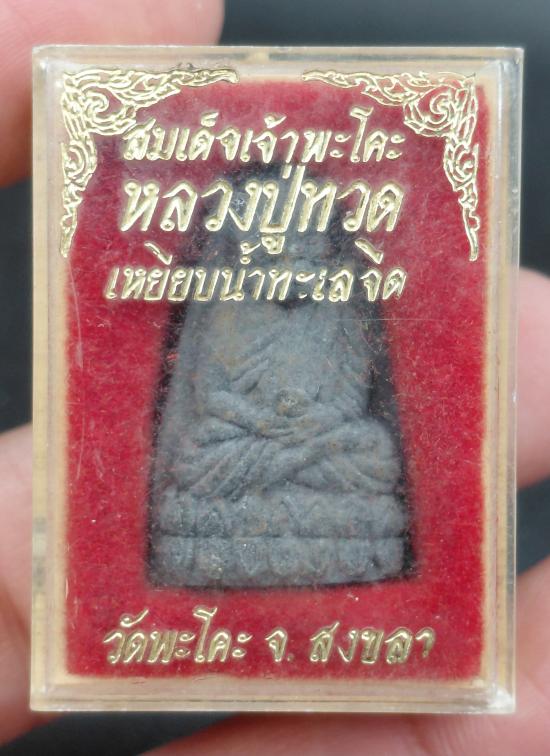 สมเด็จเจ้าพะโคะ
หลวงปู่ทวด
เหยียบน้ำทะเลจืด
วัดพะโคะ จ. สงขลา